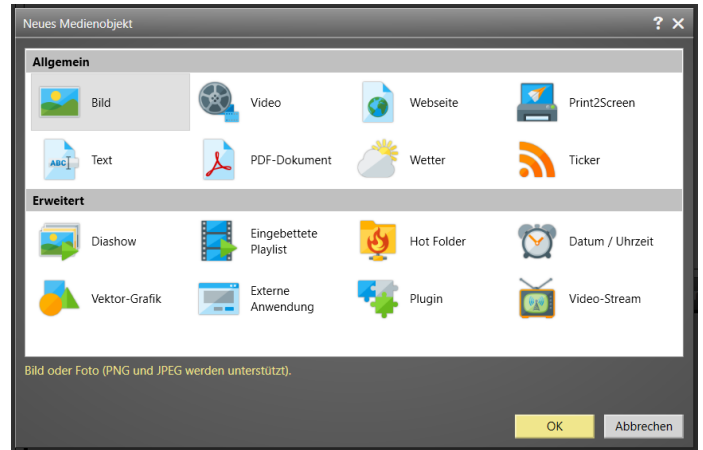 Neues Medienobjekt
? ×
Allgemein
Bild
Video
Webseite
Print2Screen
ABC
Text
PDF-Dokument
Wetter
Ticker
Erweitert
Diashow
Eingebettete
Playlist
Hot Folder
Datum / Uhrzeit
Vektor-Grafik
Externe
Anwendung
Plugin
Video-Stream
Bild oder Foto (PNG und JPEG werden unterstützt).
OK
Abbrechen